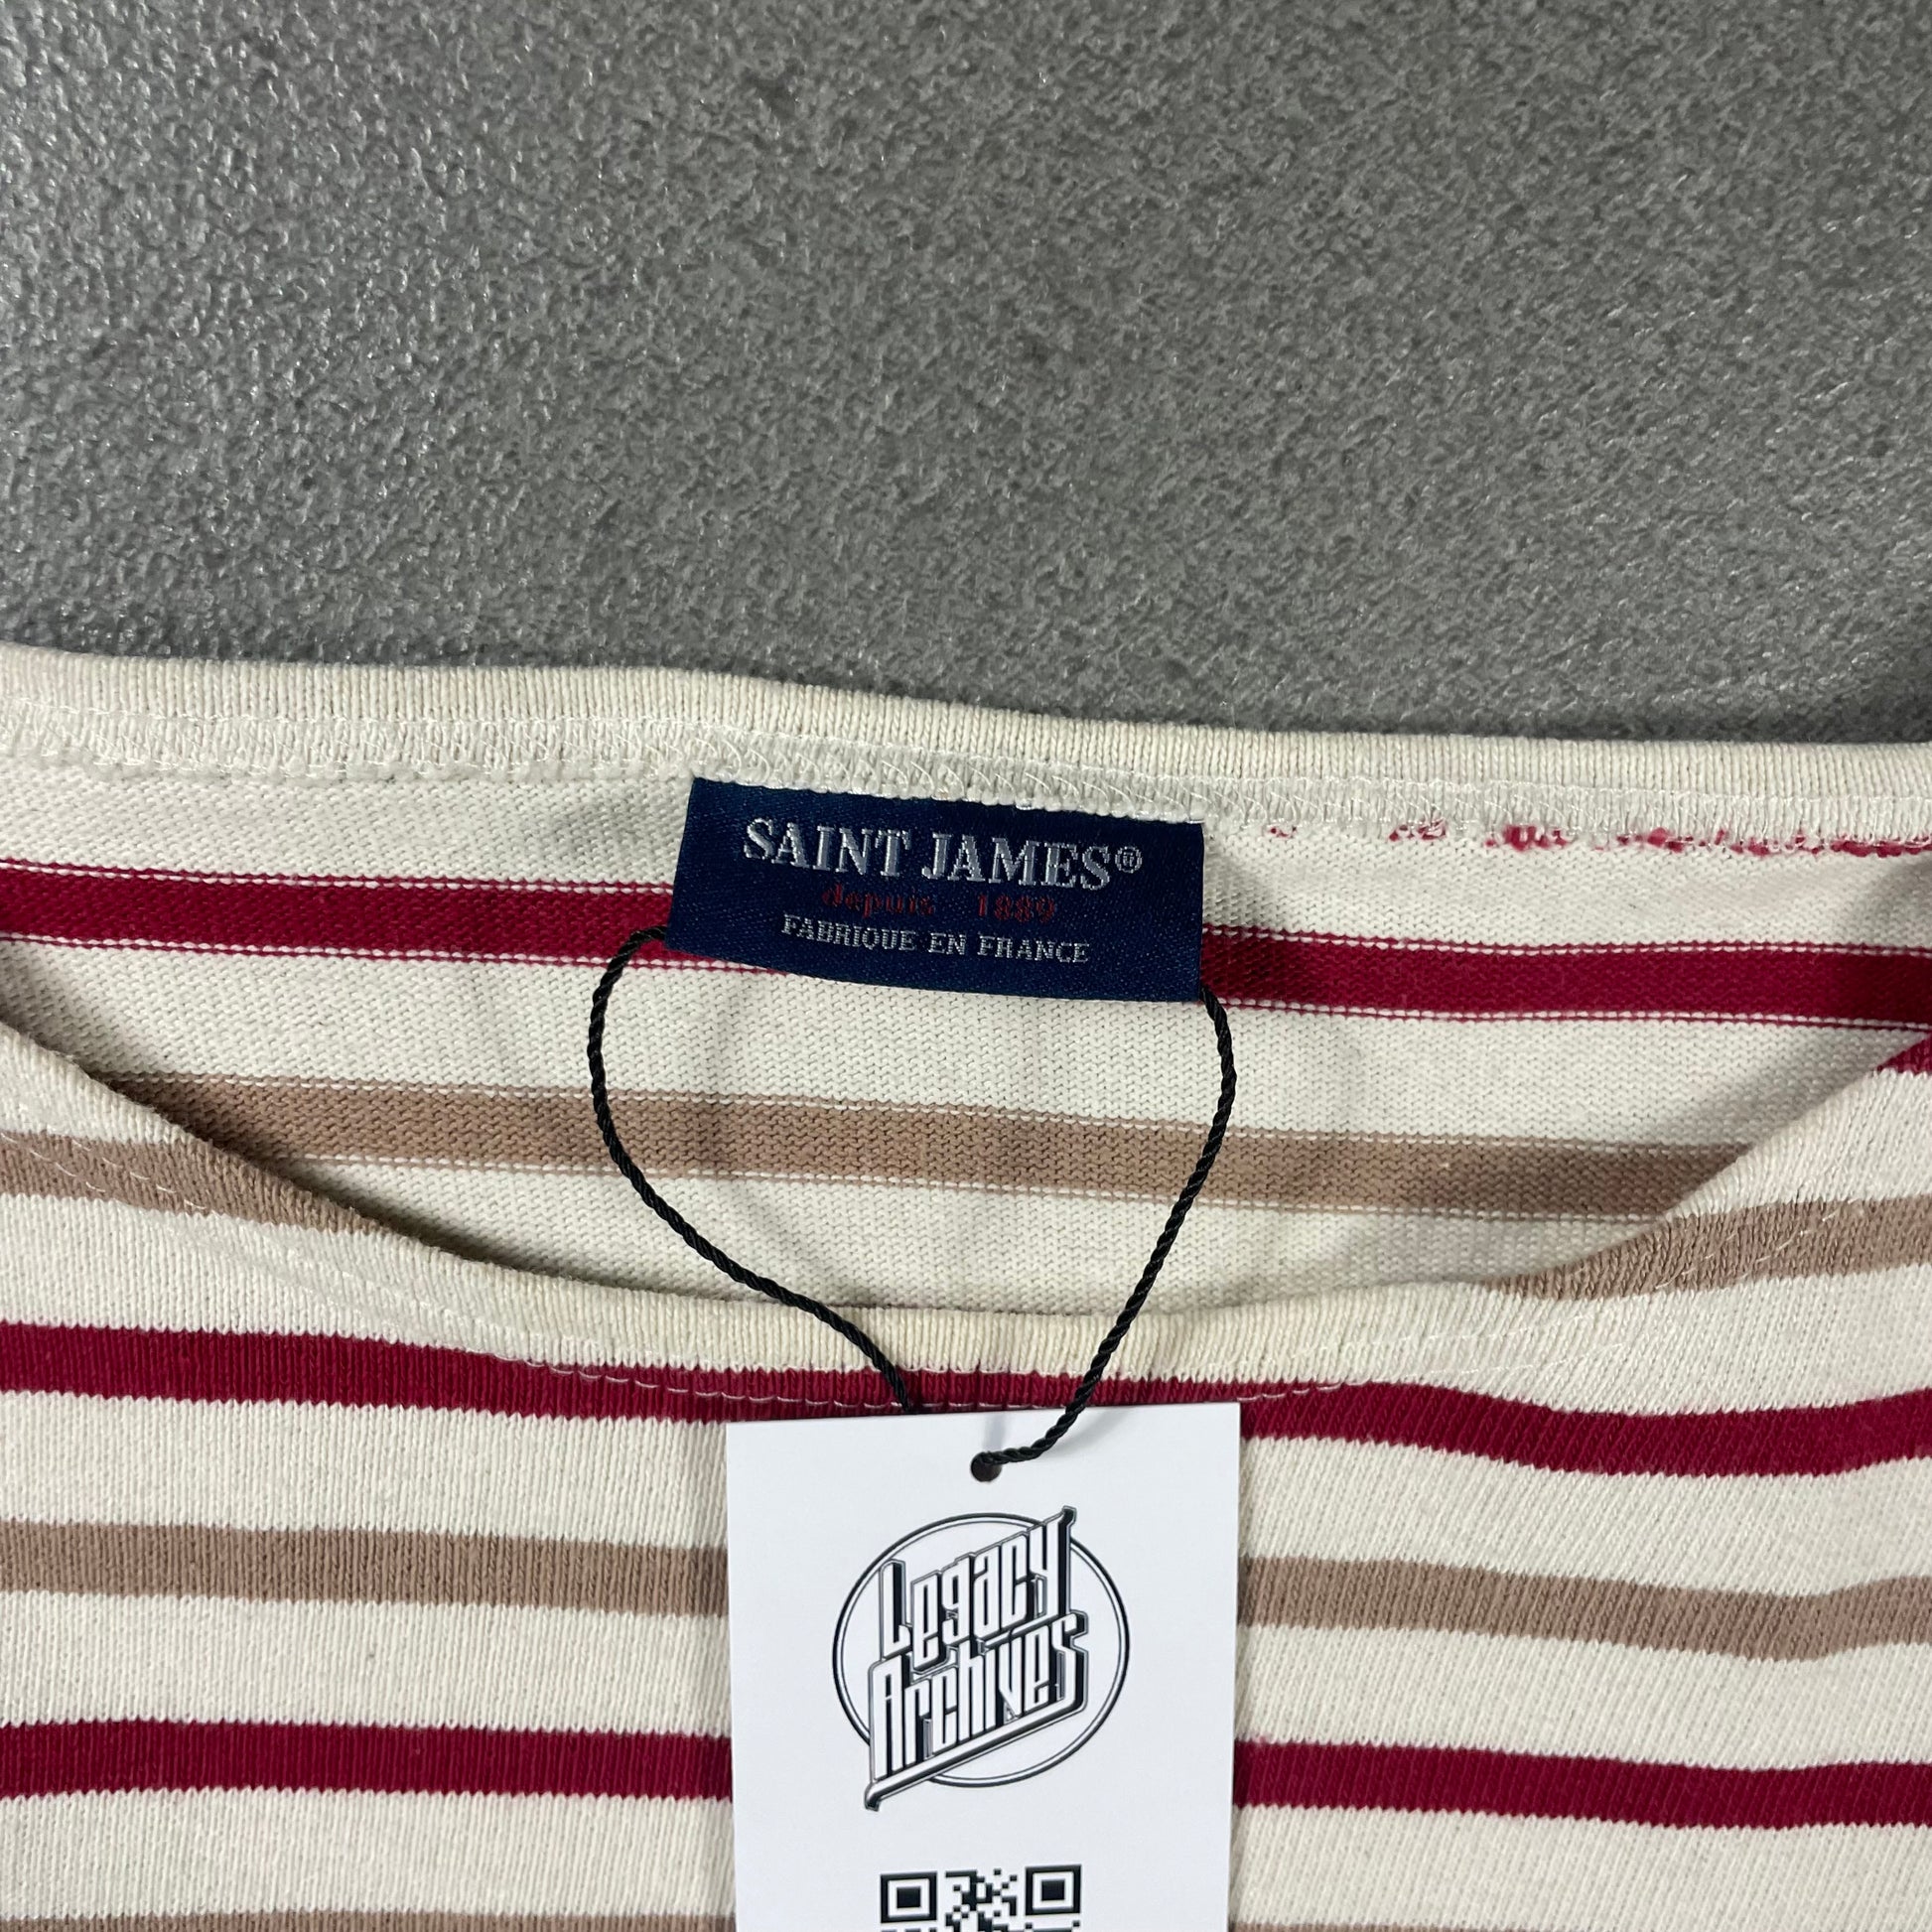 SAINT JAMES®
depuis 1889
FABRIQUE EN FRANCE
Legacy
Archives